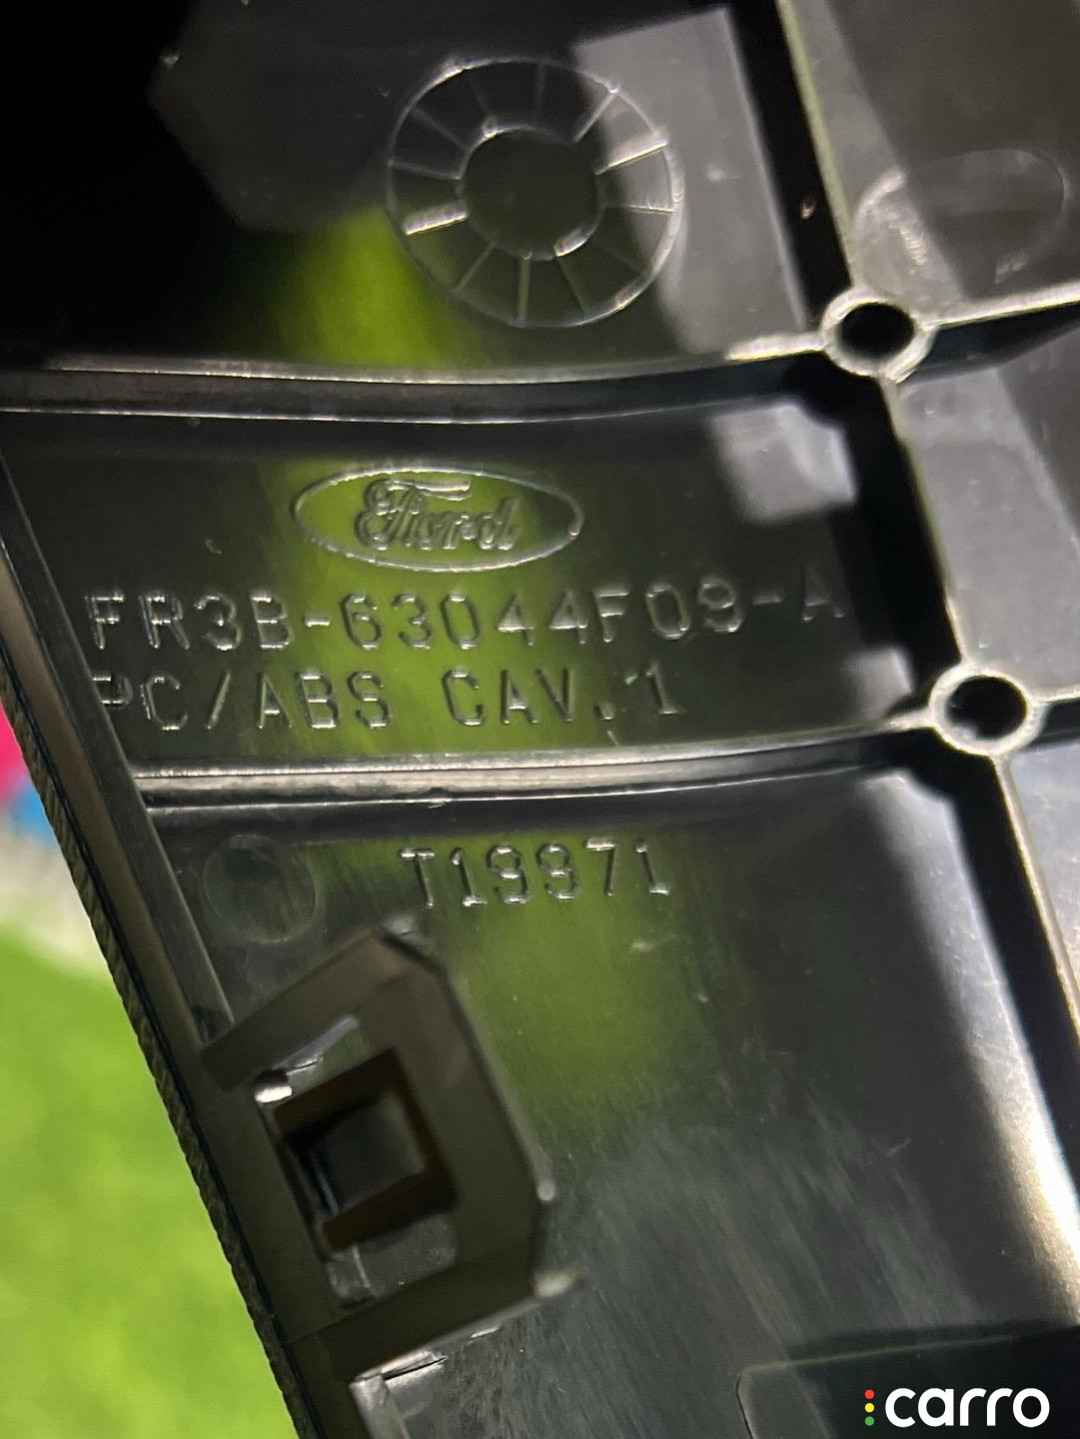 Ford
FR3B-63044F09-A
PC/ABS CAV.1
T19971
carro